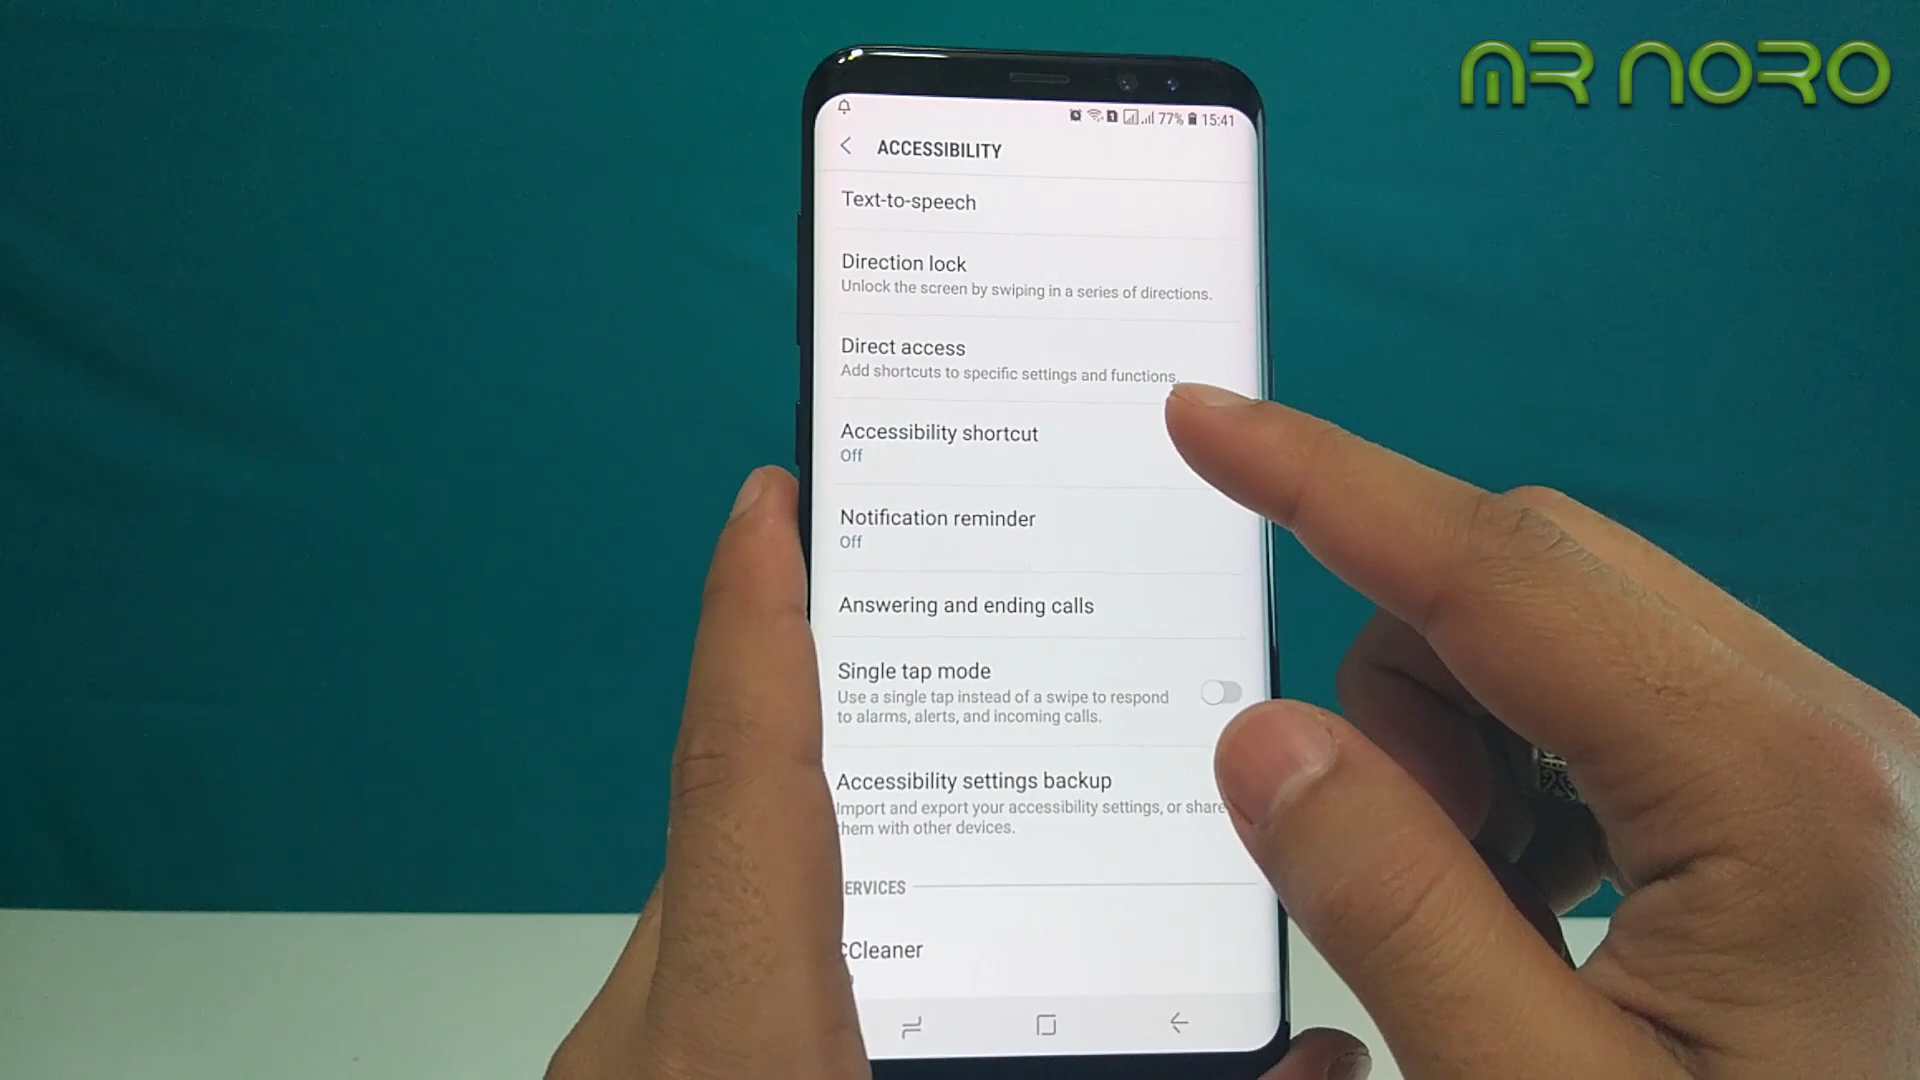 MR NORO
77% 15:41
ACCESSIBILITY
Text-to-speech
Direction lock
Unlock the screen by swiping in a series of directions.
Direct access
Add shortcuts to specific settings and functions.
Accessibility shortcut
Off
Notification reminder
Off
Answering and ending calls
Single tap mode
Use a single tap instead of a swipe to respond
to alarms, alerts, and incoming calls.
Accessibility settings backup
Import and export your accessibility settings, or share
them with other devices.
ERVICES
CCleaner